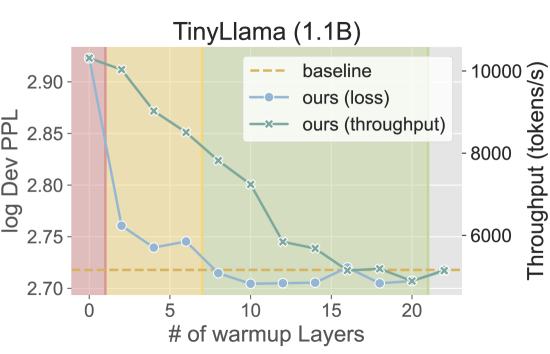 TinyLlama (1.1B)
log Dev PPL
2.90
2.85
2.80
2.75
2.70
baseline
ours (loss)
ours (throughput)
10000
8000
6000
Throughput (tokens/s)
0 5 10 15 20
# of warmup Layers